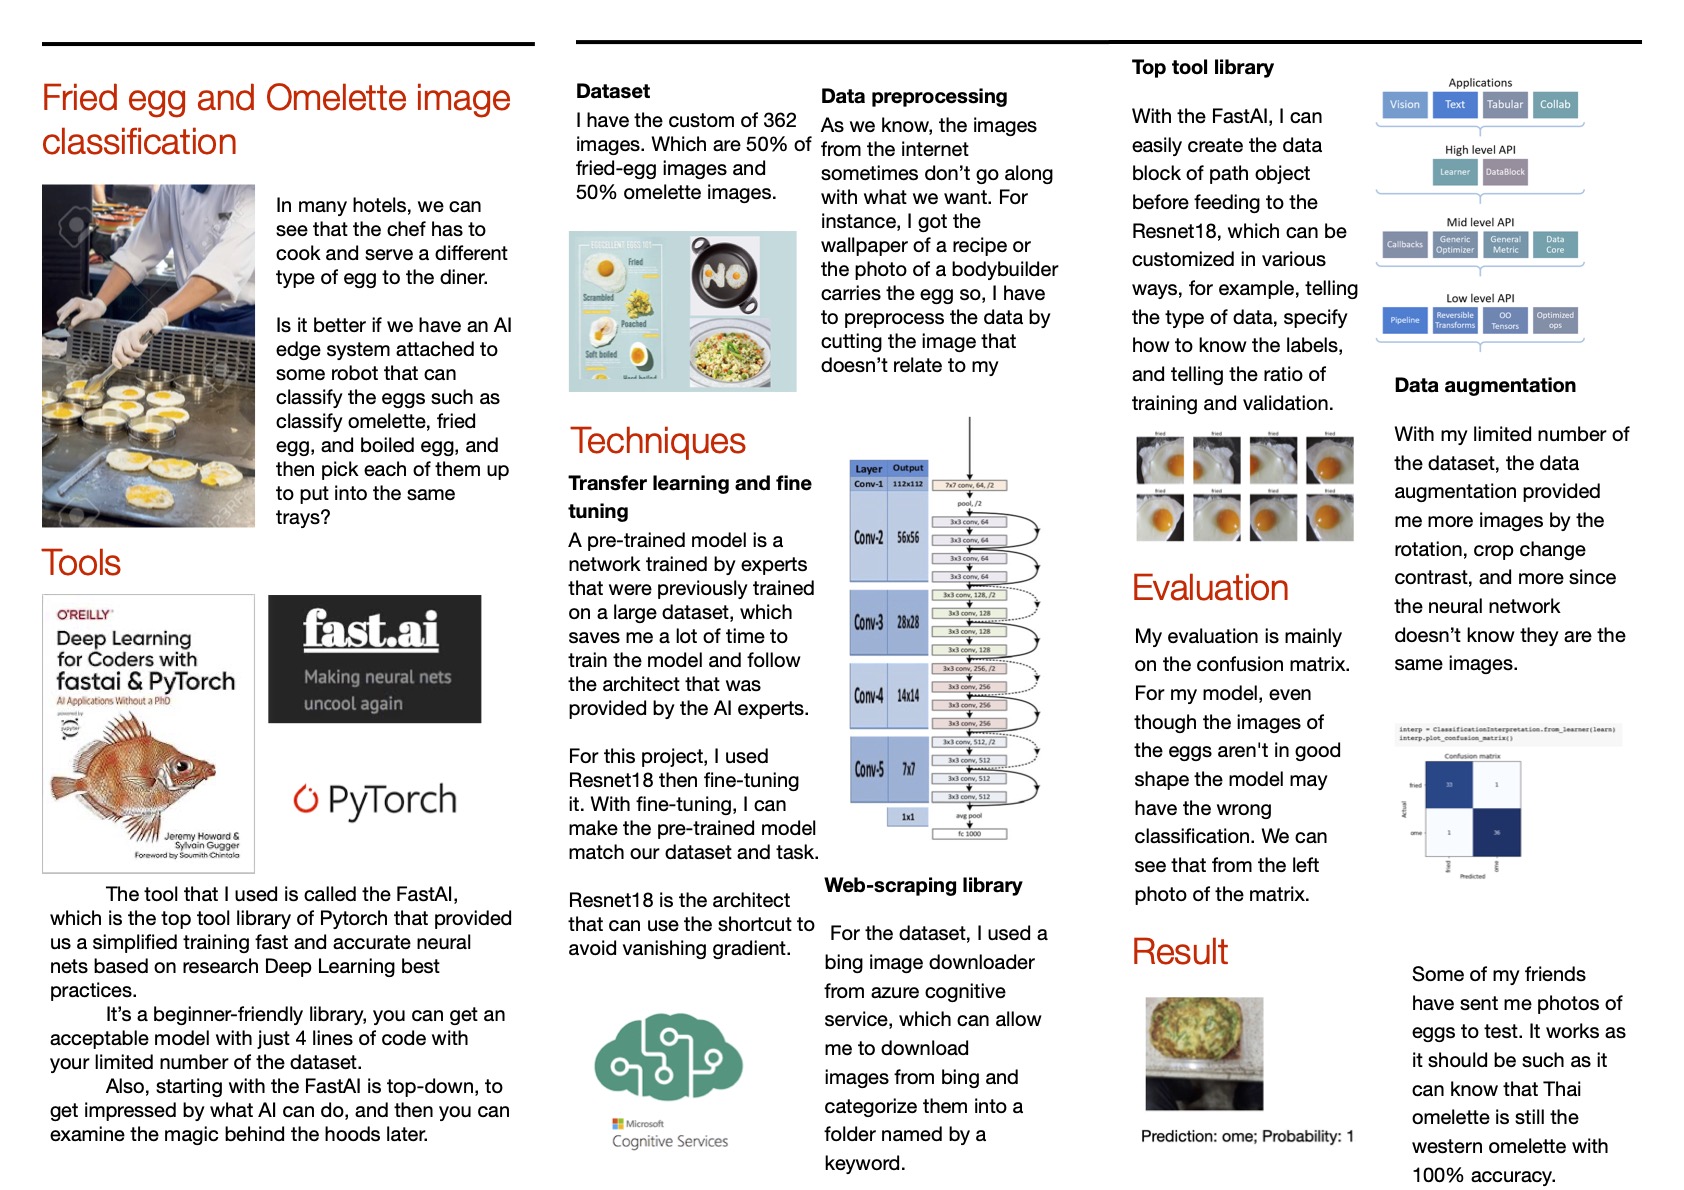 Fried egg and Omelette image
classification
In many hotels, we can
see that the chef has to
cook and serve a different
type of egg to the diner.
Is it better if we have an AI
edge system attached to
some robot that can
classify the eggs such as
classify omelette, fried
egg, and boiled egg, and
then pick each of them up
to put into the same
trays?
Tools
O'REILLY
Deep Learning
for Coders with
fastai & PyTorch
AI Applications Without a PhD
powered by
jupyter
Jeremy Howard &
Sylvain Gugger
Foreword by Soumith Chintala
fast.ai
Making neural nets
uncool again
PyTorch
The tool that I used is called the FastAI,
which is the top tool library of Pytorch that provided
us a simplified training fast and accurate neural
nets based on research Deep Learning best
practices.
It's a beginner-friendly library, you can get an
acceptable model with just 4 lines of code with
your limited number of the dataset.
Also, starting with the FastAI is top-down, to
get impressed by what AI can do, and then you can
examine the magic behind the hoods later.
Dataset
I have the custom of 362
images. Which are 50% of
fried-egg images and
50% omelette images.
EGGCELLENT EGGS 101
Fried
Scrambled
Poached
Soft boiled
Hard boiled
NO
Data preprocessing
As we know, the images
from the internet
sometimes don't go along
with what we want. For
instance, I got the
wallpaper of a recipe or
the photo of a bodybuilder
carries the egg so, I have
to preprocess the data by
cutting the image that
doesn't relate to my
Techniques
Transfer learning and fine
tuning
A pre-trained model is a
network trained by experts
that were previously trained
on a large dataset, which
saves me a lot of time to
train the model and follow
the architect that was
provided by the AI experts.
For this project, I used
Resnet18 then fine-tuning
it. With fine-tuning, I can
make the pre-trained model
match our dataset and task.
Resnet18 is the architect
that can use the shortcut to
avoid vanishing gradient.
Microsoft
Cognitive Services
Layer Output
Conv-1 112x112
7x7 conv, 64, /2
pool, /2
Conv-2 56x56
3x3 conv, 64
3x3 conv, 64
3x3 conv, 64
3x3 conv, 64
Conv-3 28x28
3x3 conv, 128, /2
3x3 conv, 128
3x3 conv, 128
3x3 conv, 128
Conv-4 14x14
3x3 conv, 256, /2
3x3 conv, 256
3x3 conv, 256
3x3 conv, 256
Conv-5 7x7
3x3 conv, 512, /2
3x3 conv, 512
3x3 conv, 512
3x3 conv, 512
1x1
avg pool
fc 1000
Web-scraping library
For the dataset, I used a
bing image downloader
from azure cognitive
service, which can allow
me to download
images from bing and
categorize them into a
folder named by a
keyword.
Top tool library
With the FastAI, I can
easily create the data
block of path object
before feeding to the
Resnet18, which can be
customized in various
ways, for example, telling
the type of data, specify
how to know the labels,
and telling the ratio of
training and validation.
fried fried fried fried
fried fried fried fried
Applications
Vision Text Tabular Collab
High level API
Learner DataBlock
Mid level API
Callbacks Generic Optimizer General Metric Data Core
Low level API
Pipeline Reversible Transforms OO Tensors Optimized ops
Data augmentation
With my limited number of
the dataset, the data
augmentation provided
me more images by the
rotation, crop change
contrast, and more since
the neural network
doesn't know they are the
same images.
Evaluation
My evaluation is mainly
on the confusion matrix.
For my model, even
though the images of
the eggs aren't in good
shape the model may
have the wrong
classification. We can
see that from the left
photo of the matrix.
interp = ClassificationInterpretation.from_learner(learn)
interp.plot_confusion_matrix()
Confusion matrix
Actual
fried 33 1
ome 1 36
fried ome
Predicted
Result
Prediction: ome; Probability: 1
Some of my friends
have sent me photos of
eggs to test. It works as
it should be such as it
can know that Thai
omelette is still the
western omelette with
100% accuracy.